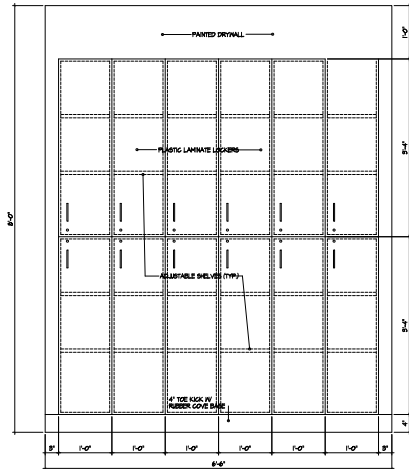 PAINTED DRYWALL
1'-0"
PLASTIC LAMINATE LOCKERS
3'-4"
8'-0"
ADJUSTABLE SHELVES (TYP.)
3'-4"
4" TOE KICK W/
RUBBER COVE BASE
4"
3" 1'-0" 1'-0" 1'-0" 1'-0" 1'-0" 1'-0" 3"
6'-6"